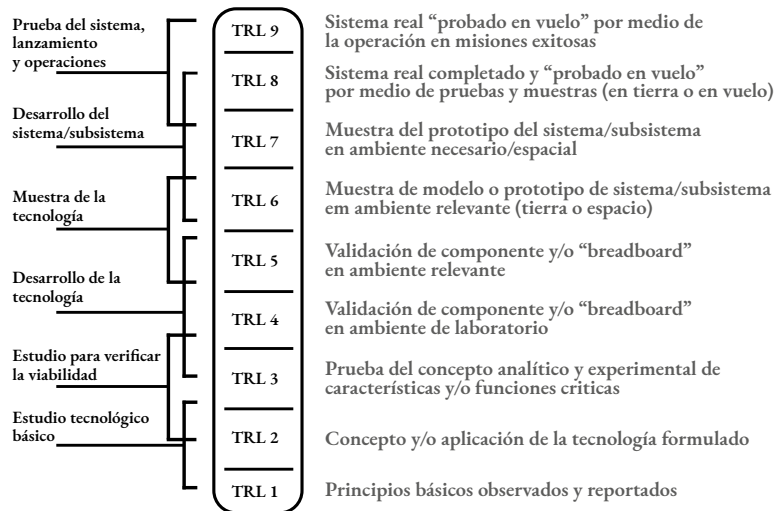 Prueba del sistema,
lanzamiento
y operaciones
Desarrollo del
sistema/subsistema
Muestra de la
tecnología
Desarrollo de la
tecnología
Estudio para verificar
la viabilidad
Estudio tecnológico
básico
TRL 9
TRL 8
TRL 7
TRL 6
TRL 5
TRL 4
TRL 3
TRL 2
TRL 1
Sistema real “probado en vuelo” por medio de
la operación en misiones exitosas
Sistema real completado y “probado en vuelo”
por medio de pruebas y muestras (en tierra o en vuelo)
Muestra del prototipo del sistema/subsistema
en ambiente necesario/espacial
Muestra de modelo o prototipo de sistema/subsistema
em ambiente relevante (tierra o espacio)
Validación de componente y/o “breadboard”
en ambiente relevante
Validación de componente y/o “breadboard”
en ambiente de laboratorio
Prueba del concepto analítico y experimental de
características y/o funciones criticas
Concepto y/o aplicación de la tecnología formulado
Principios básicos observados y reportados